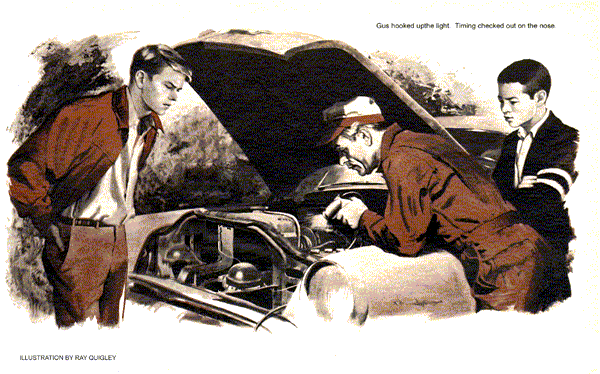 Gus hooked upthe light. Timing checked out on the nose
ILLUSTRATION BY RAY QUIGLEY